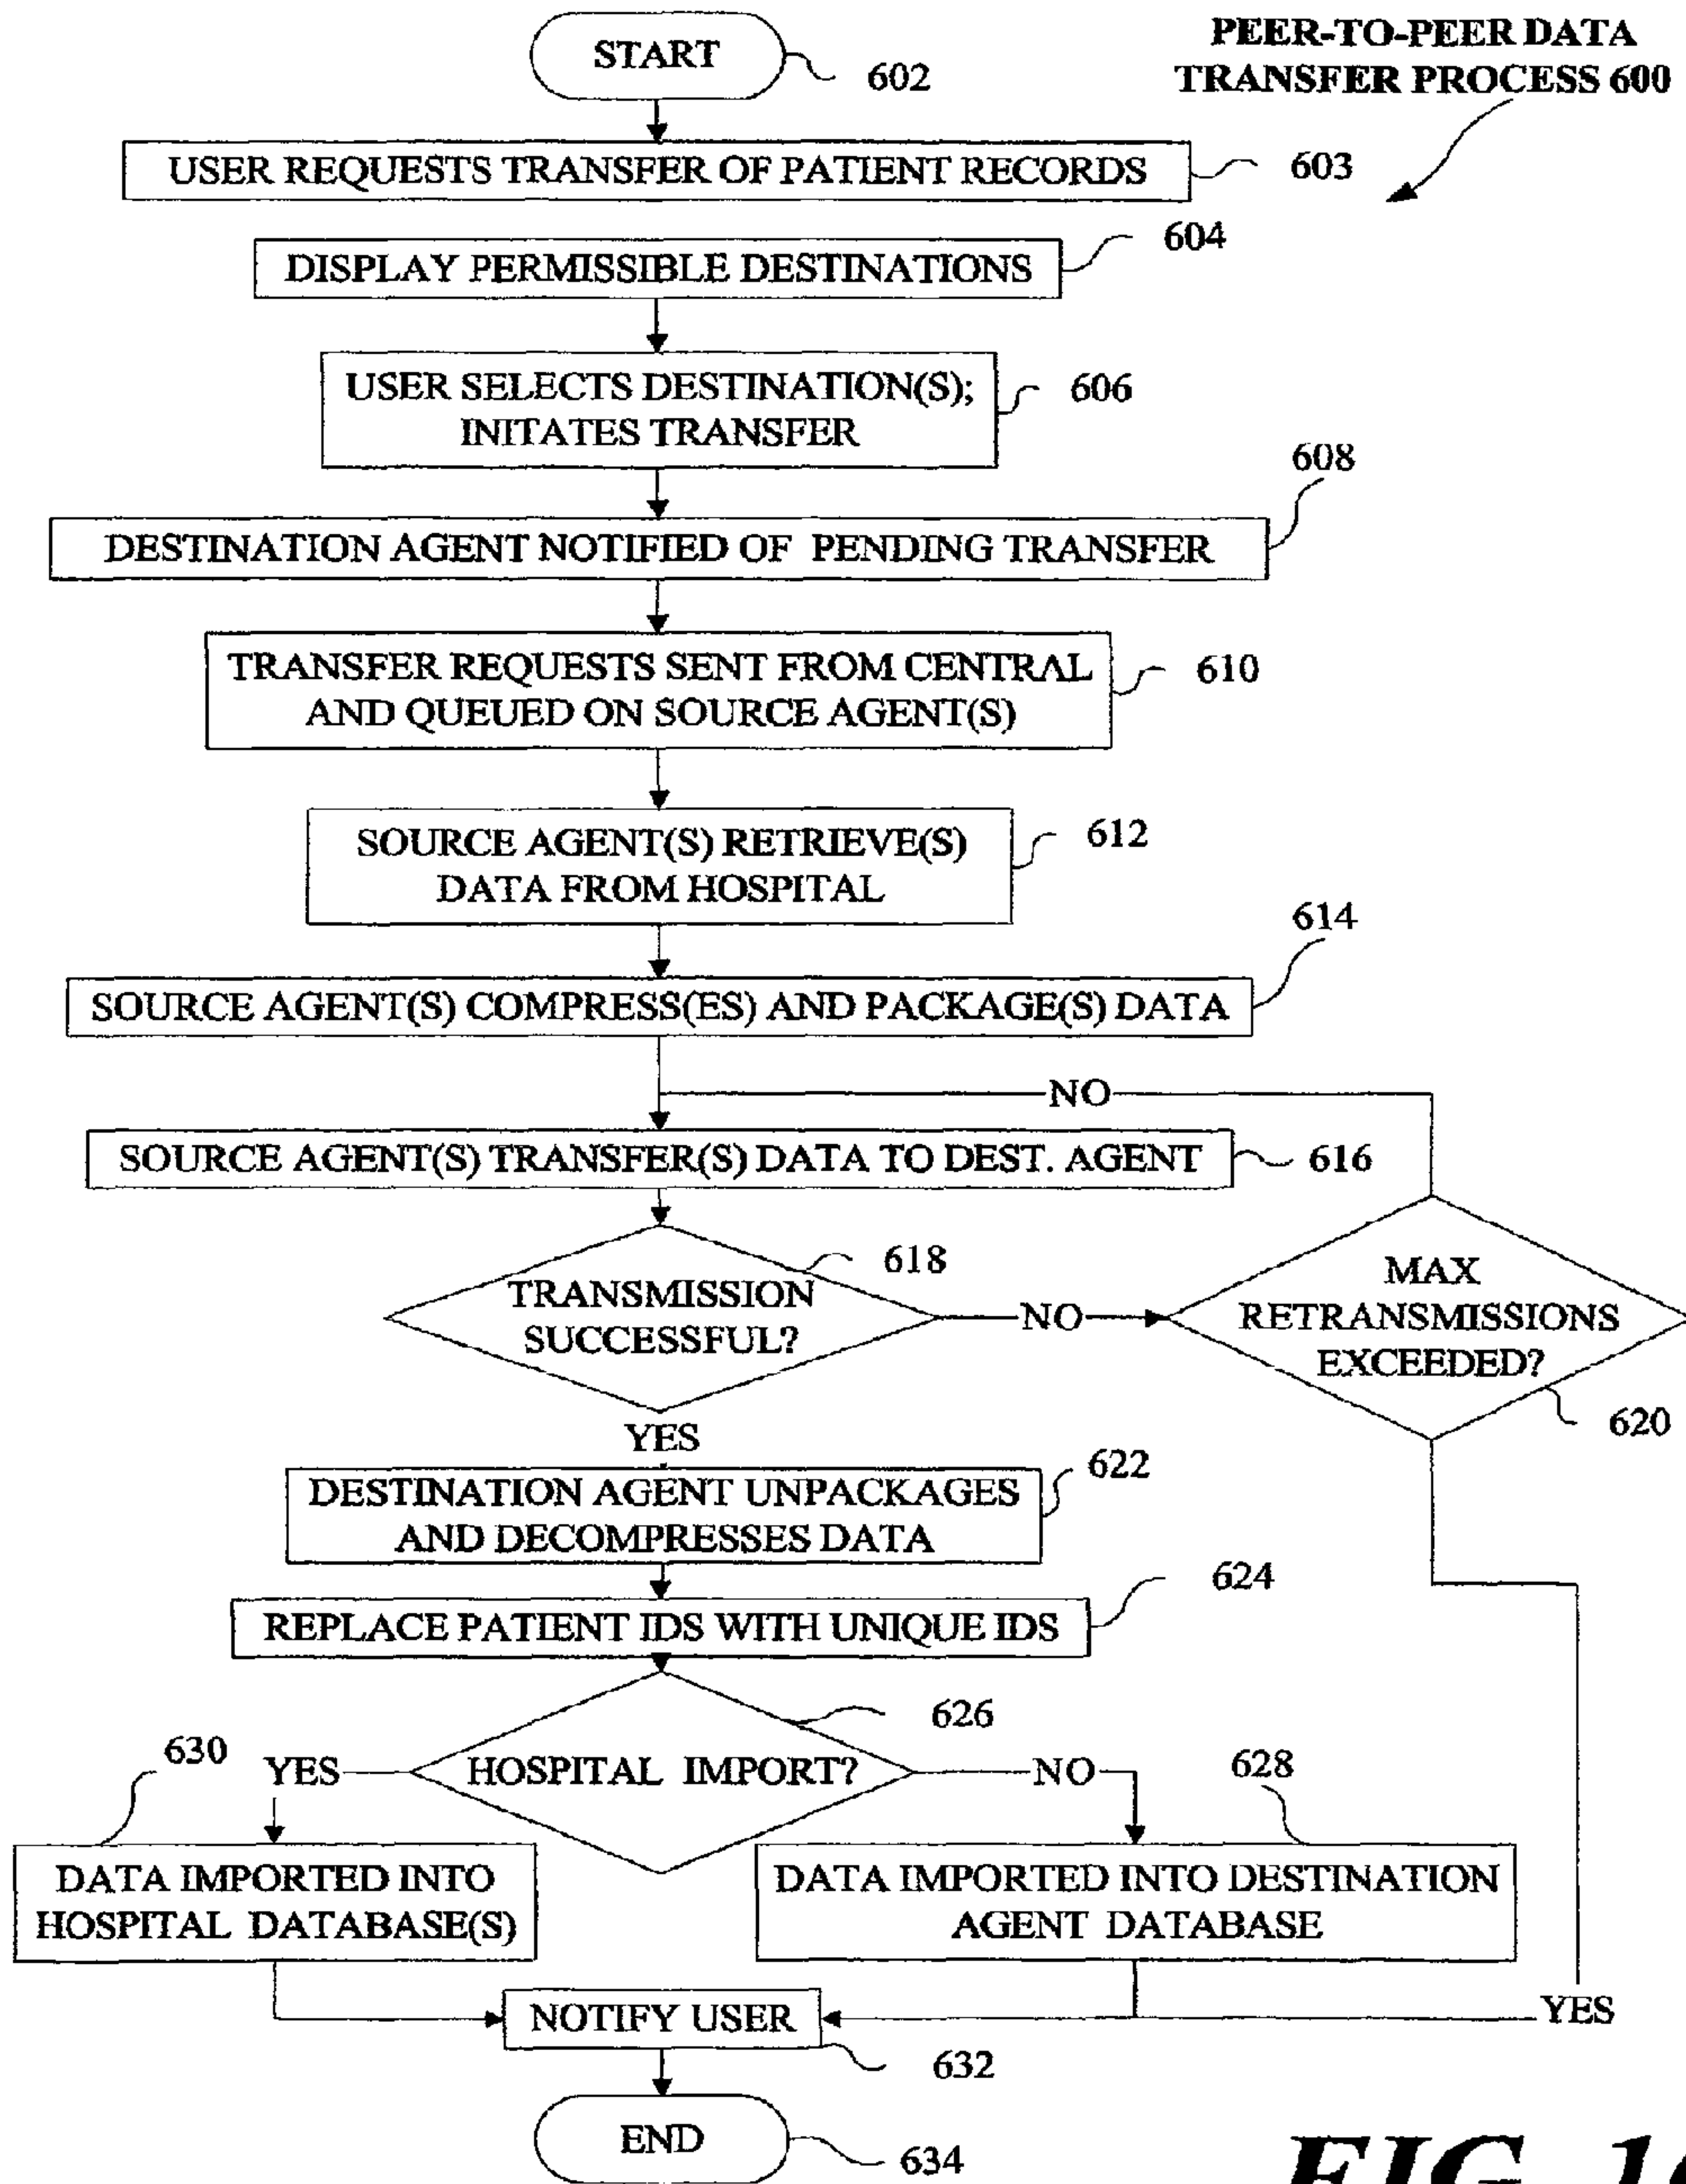 PEER-TO-PEER DATA
TRANSFER PROCESS 600
START
602
USER REQUESTS TRANSFER OF PATIENT RECORDS
603
DISPLAY PERMISSIBLE DESTINATIONS
604
USER SELECTS DESTINATION(S);
INITATES TRANSFER
606
DESTINATION AGENT NOTIFIED OF PENDING TRANSFER
608
TRANSFER REQUESTS SENT FROM CENTRAL
AND QUEUED ON SOURCE AGENT(S)
610
SOURCE AGENT(S) RETRIEVE(S)
DATA FROM HOSPITAL
612
SOURCE AGENT(S) COMPRESS(ES) AND PACKAGE(S) DATA
614
NO
SOURCE AGENT(S) TRANSFER(S) DATA TO DEST. AGENT
616
TRANSMISSION
SUCCESSFUL?
618
NO
MAX
RETRANSMISSIONS
EXCEEDED?
620
YES
DESTINATION AGENT UNPACKAGES
AND DECOMPRESSES DATA
622
REPLACE PATIENT IDS WITH UNIQUE IDS
624
HOSPITAL IMPORT?
626
YES
630
NO
628
DATA IMPORTED INTO
HOSPITAL DATABASE(S)
DATA IMPORTED INTO DESTINATION
AGENT DATABASE
YES
NOTIFY USER
632
END
634
FIG.